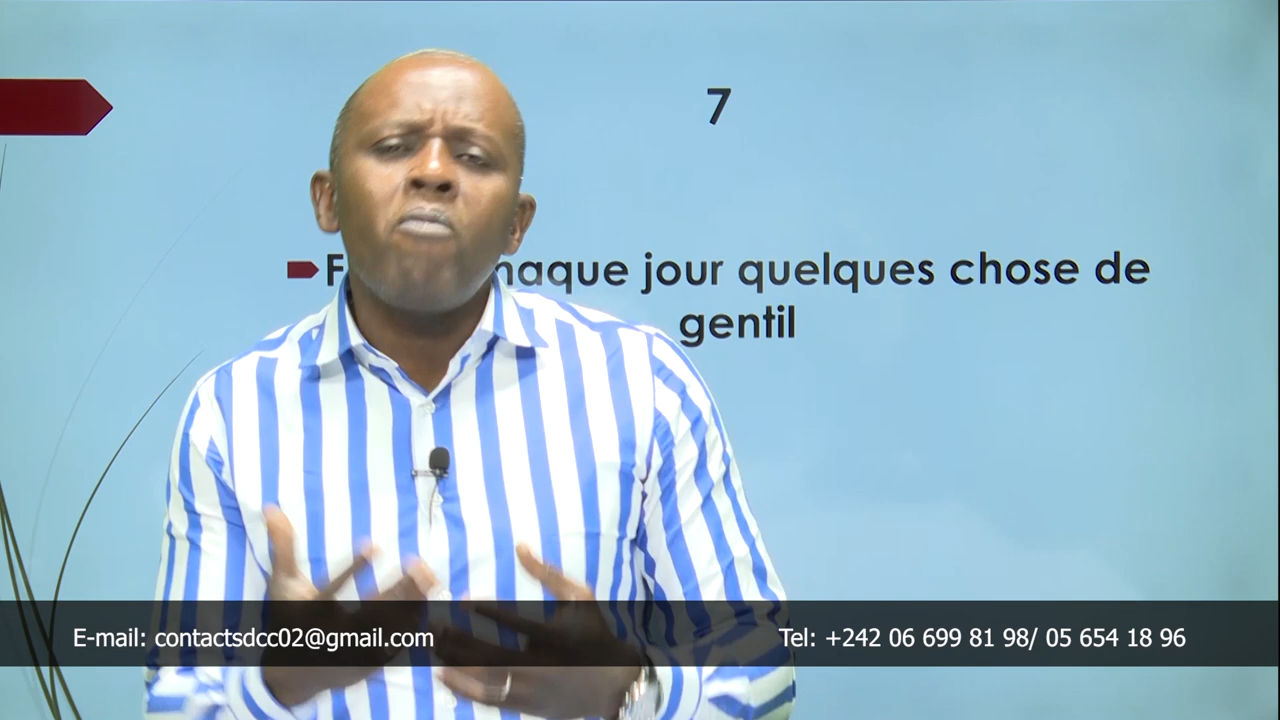 7
jour quelques chose de
gentil
E-mail: contactsdcc02@gmail.com
Tel: +242 06 699 81 98/ 05 654 18 96